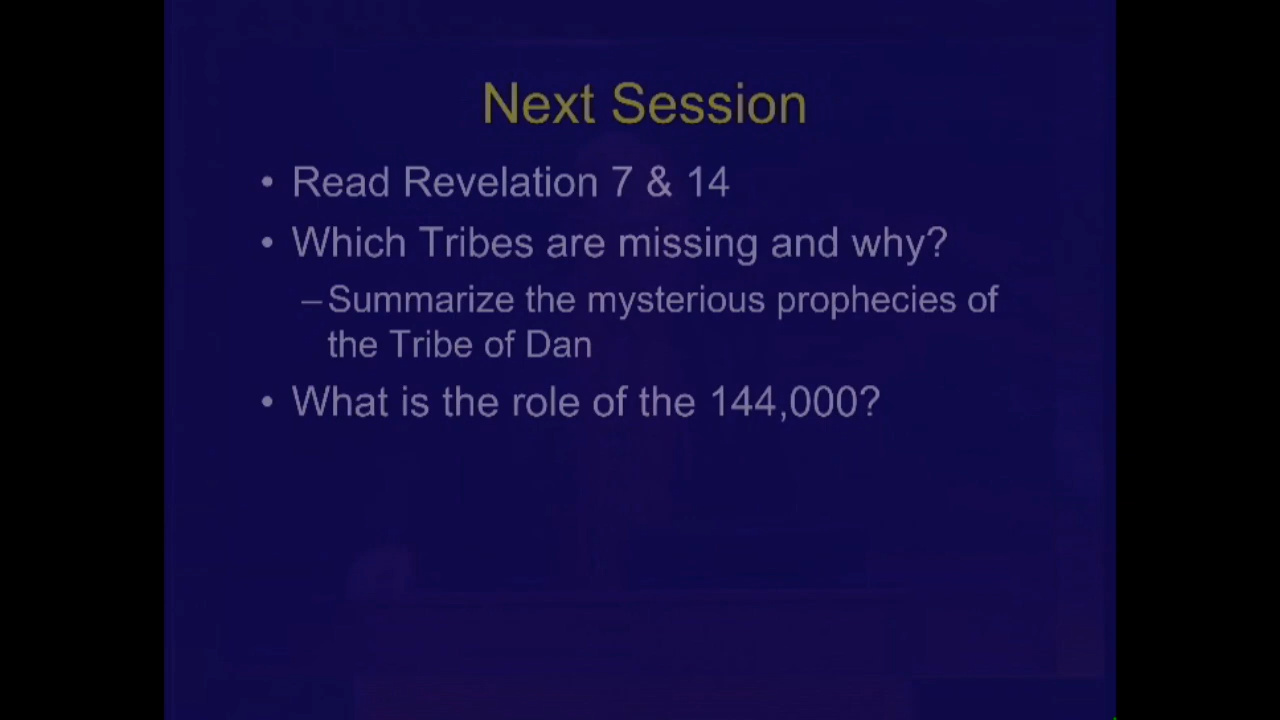 Next Session
• Read Revelation 7 & 14
• Which Tribes are missing and why?
– Summarize the mysterious prophecies of
the Tribe of Dan
• What is the role of the 144,000?